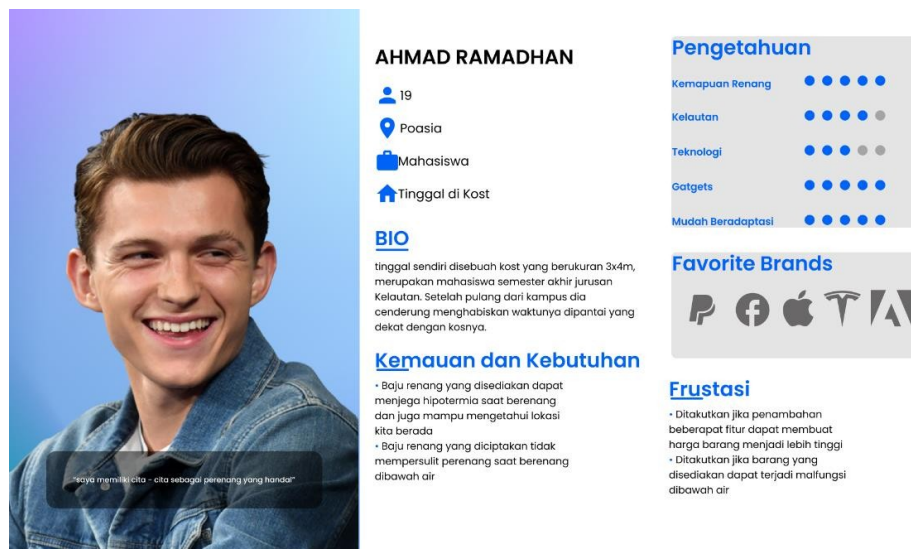 AHMAD RAMADHAN
19
Poasia
Mahasiswa
Tinggal di Kost
BIO
tinggal sendiri disebuah kost yang berukuran 3x4m,
merupakan mahasiswa semester akhir jurusan
Kelautan. Setelah pulang dari kampus dia
cenderung menghabiskan waktunya dipantai yang
dekat dengan kosnya.
Kemauan dan Kebutuhan
• Baju renang yang disediakan dapat
menjega hipotermia saat berenang
dan juga mampu mengetahui lokasi
kita berada
• Baju renang yang diciptakan tidak
mempersulit perenang saat berenang
dibawah air
"saya memiliki cita - cita sebagai perenang yang handal"
Pengetahuan
Kemapuan Renang
Kelautan
Teknologi
Gatgets
Mudah Beradaptasi
Favorite Brands
Frustasi
• Ditakutkan jika penambahan
beberapat fitur dapat membuat
harga barang menjadi lebih tinggi
• Ditakutkan jika barang yang
disediakan dapat terjadi malfungsi
dibawah air